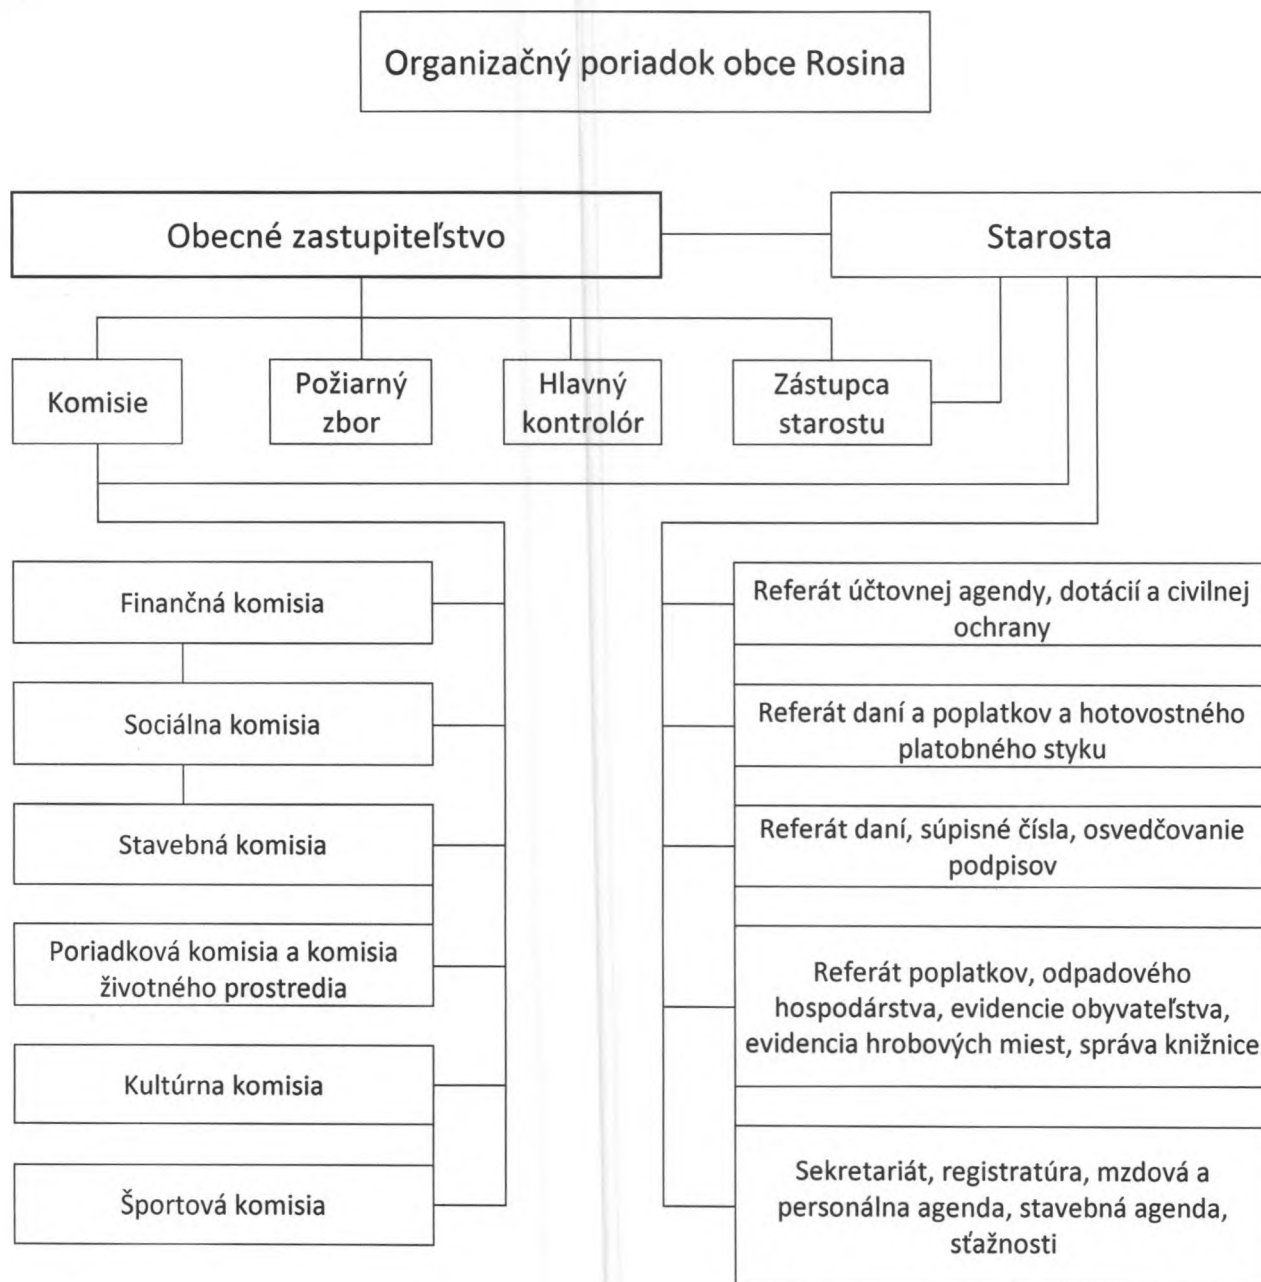 Organizačný poriadok obce Rosina
Obecné zastupiteľstvo
Starosta
Komisie
Požiarný
zbor
Hlavný
kontrolór
Zástupca
starostu
Finančná komisia
Sociálna komisia
Stavebná komisia
Poriadková komisia a komisia
životného prostredia
Kultúrna komisia
Športová komisia
Referát účtovnej agendy, dotácií a civilnej
ochrany
Referát daní a poplatkov a hotovostného
platobného styku
Referát daní, súpisné čísla, osvedčovanie
podpisov
Referát poplatkov, odpadového
hospodárstva, evidencie obyvateľstva,
evidencia hrobových miest, správa knižnice
Sekretariát, registratúra, mzdová a
personálna agenda, stavebná agenda,
sťažnosti